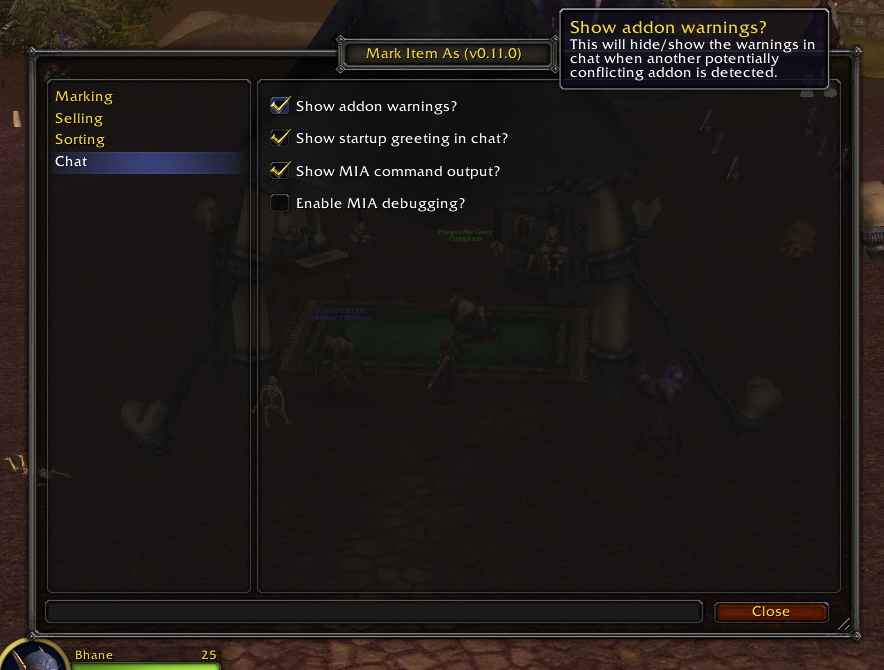 Show addon warnings?
This will hide/show the warnings in
chat when another potentially
conflicting addon is detected.
Mark Item As (v0.11.0)
Marking
Selling
Sorting
Chat
Show addon warnings?
Show startup greeting in chat?
Show MIA command output?
Enable MIA debugging?
Close
Bhane 25